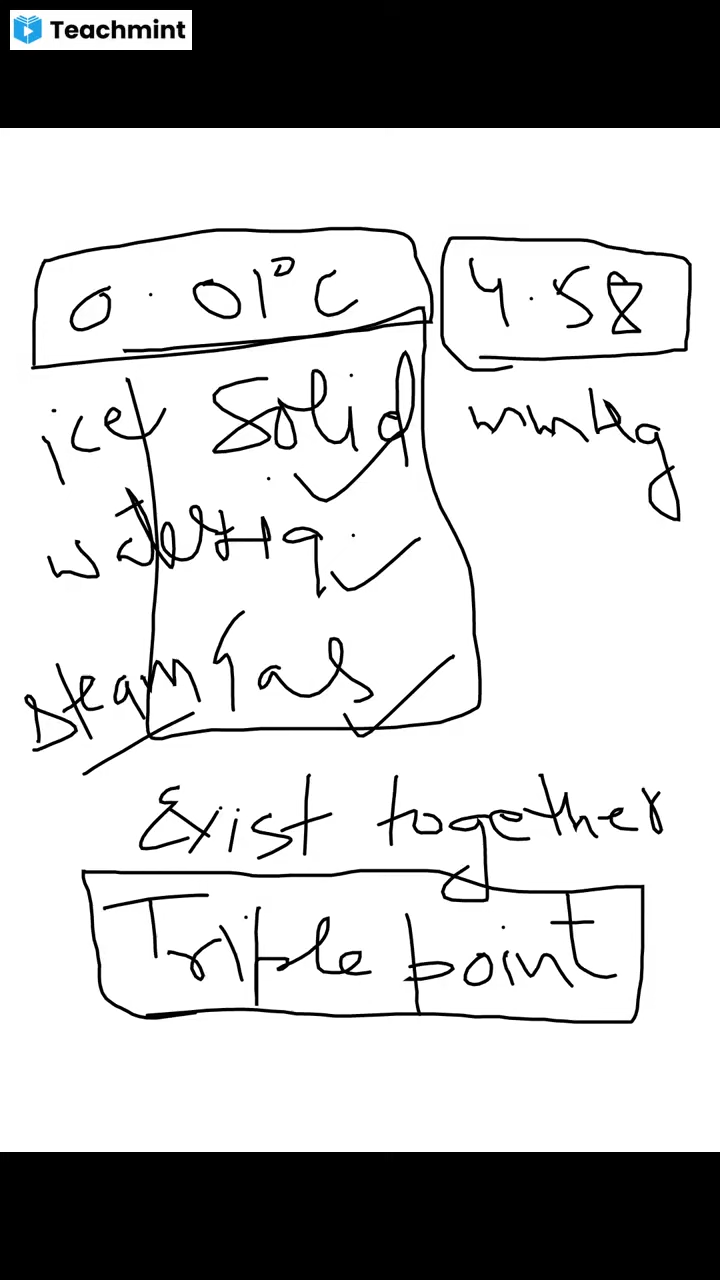 Teachmint
0.01°C 4.58
ice Solid mmHg
water Liq.
steam Gas
Exist together
Triple point